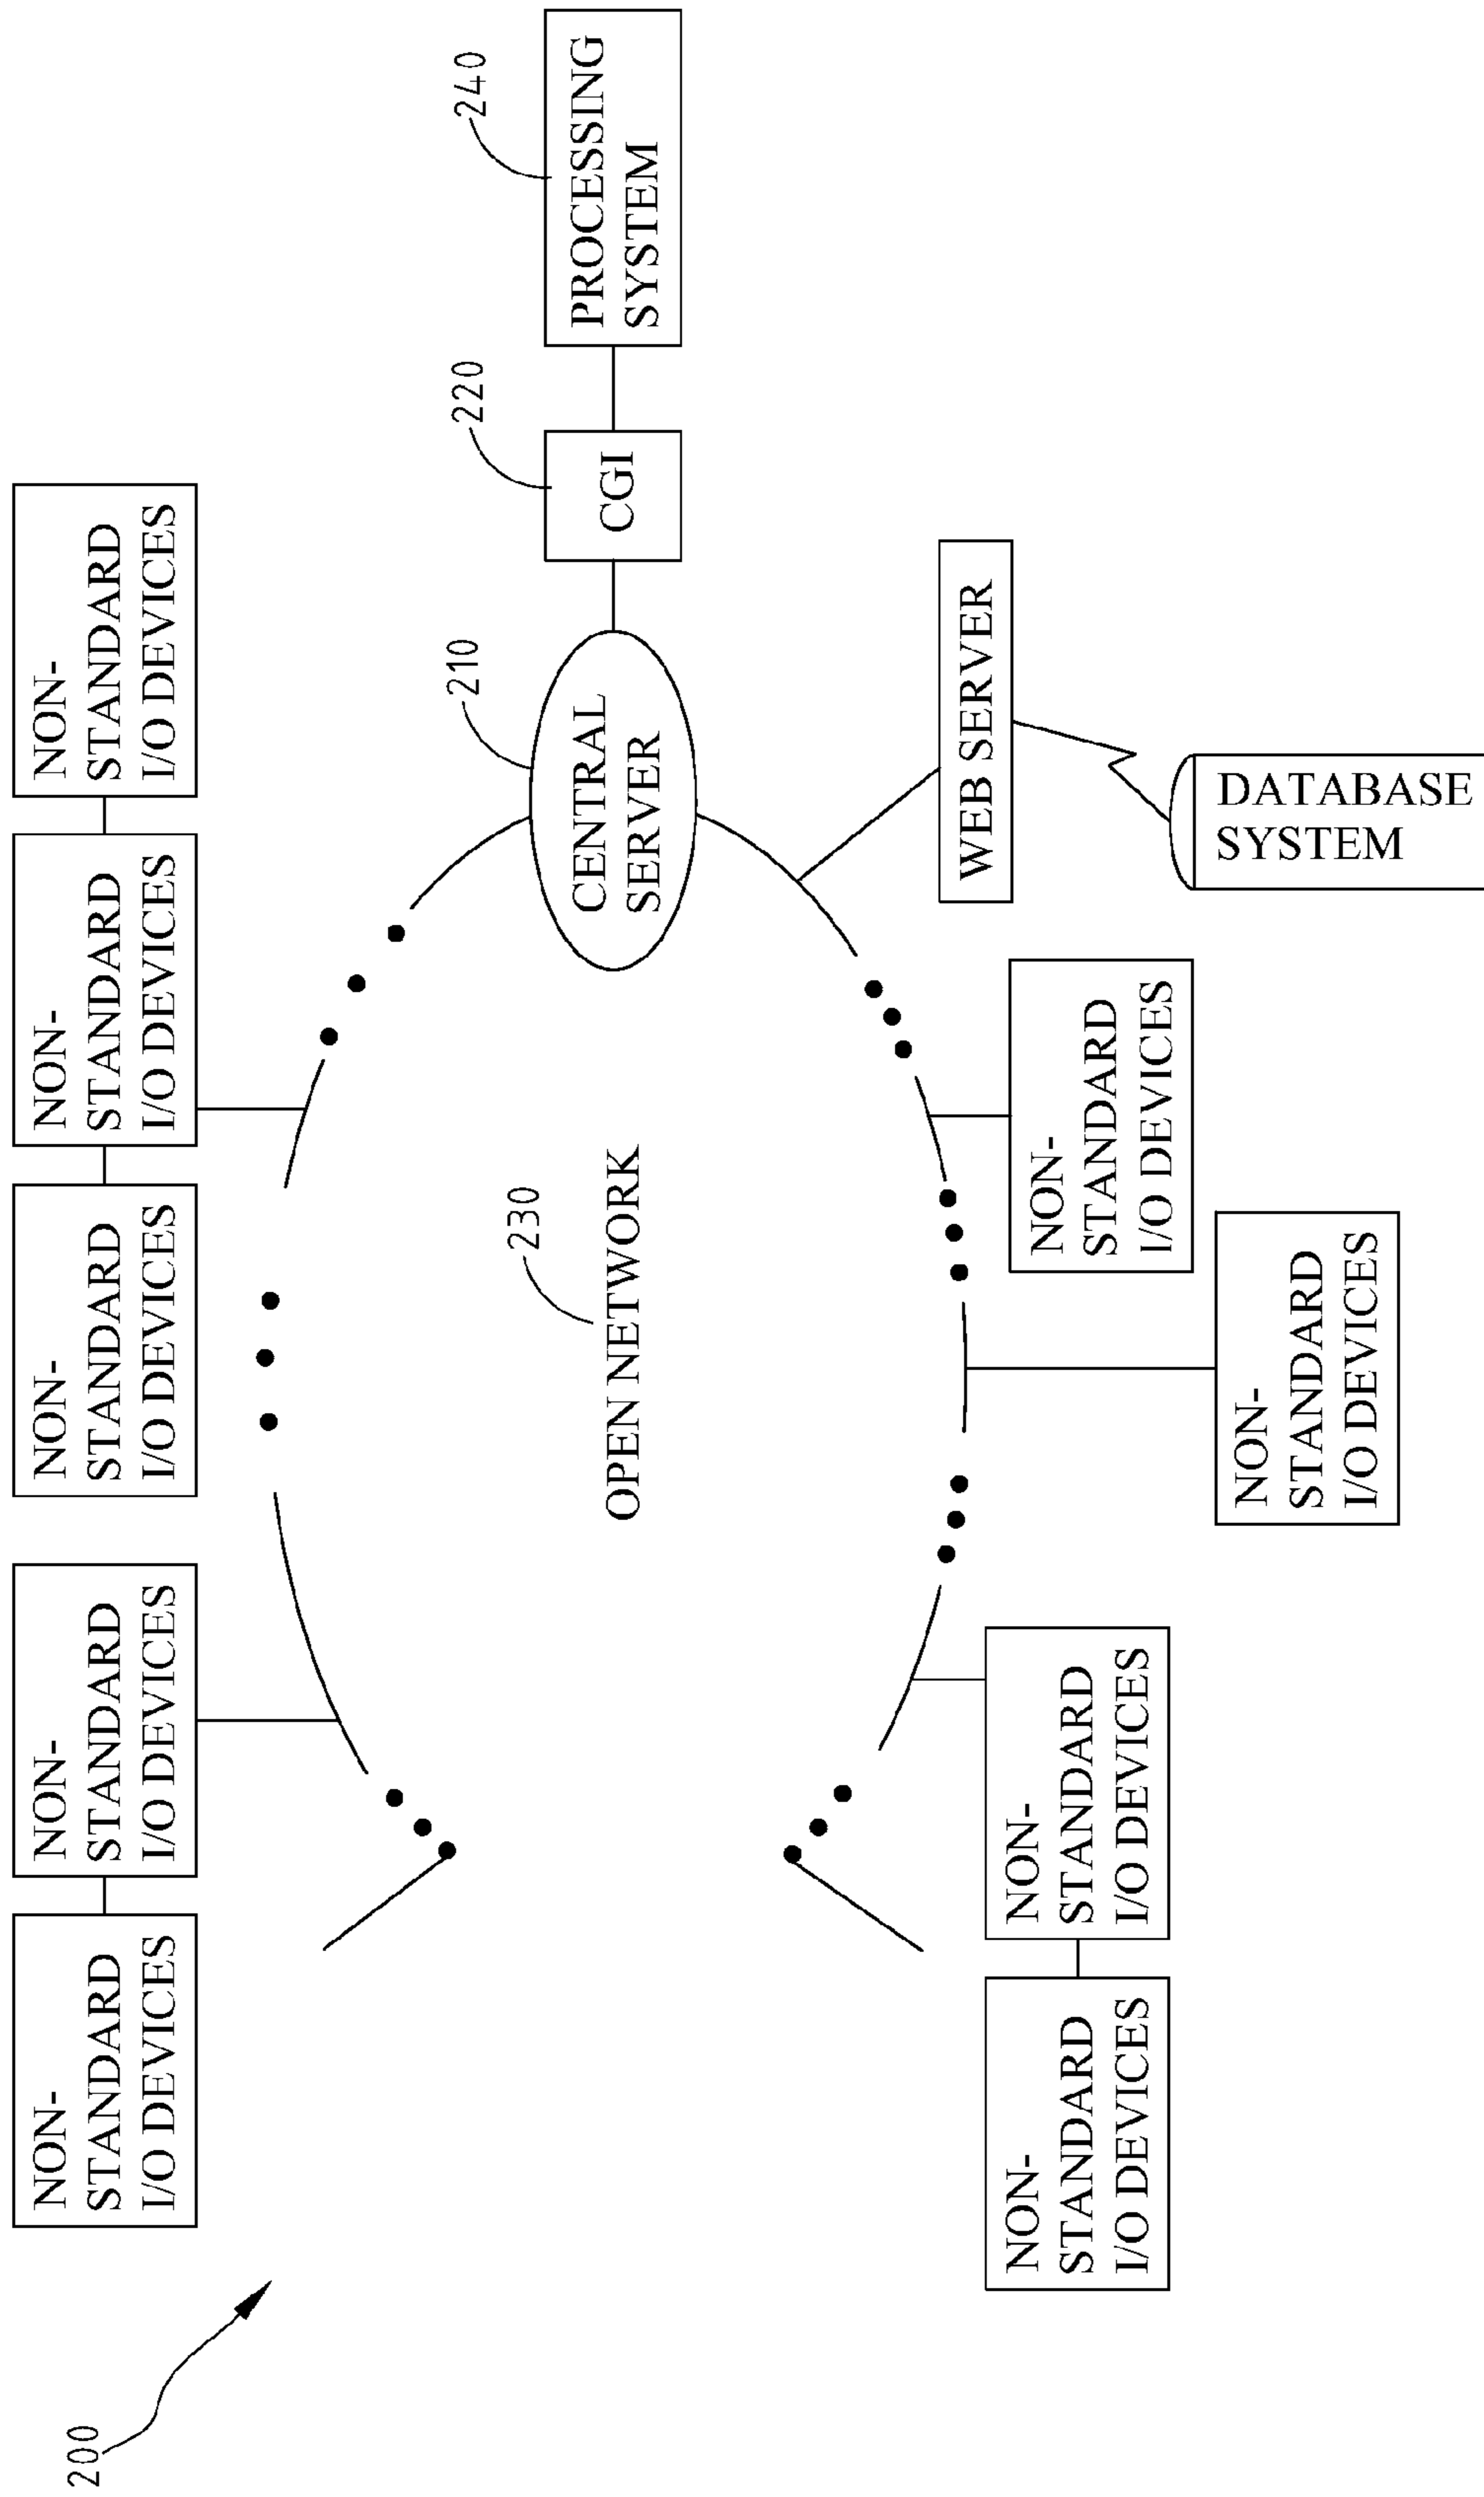 200
NON-
STANDARD
I/O DEVICES
NON-
STANDARD
I/O DEVICES
NON-
STANDARD
I/O DEVICES
NON-
STANDARD
I/O DEVICES
NON-
STANDARD
I/O DEVICES
230
OPEN NETWORK
210
CENTRAL
SERVER
220
CGI
240
PROCESSING
SYSTEM
NON-
STANDARD
I/O DEVICES
NON-
STANDARD
I/O DEVICES
NON-
STANDARD
I/O DEVICES
NON-
STANDARD
I/O DEVICES
WEB SERVER
DATABASE
SYSTEM